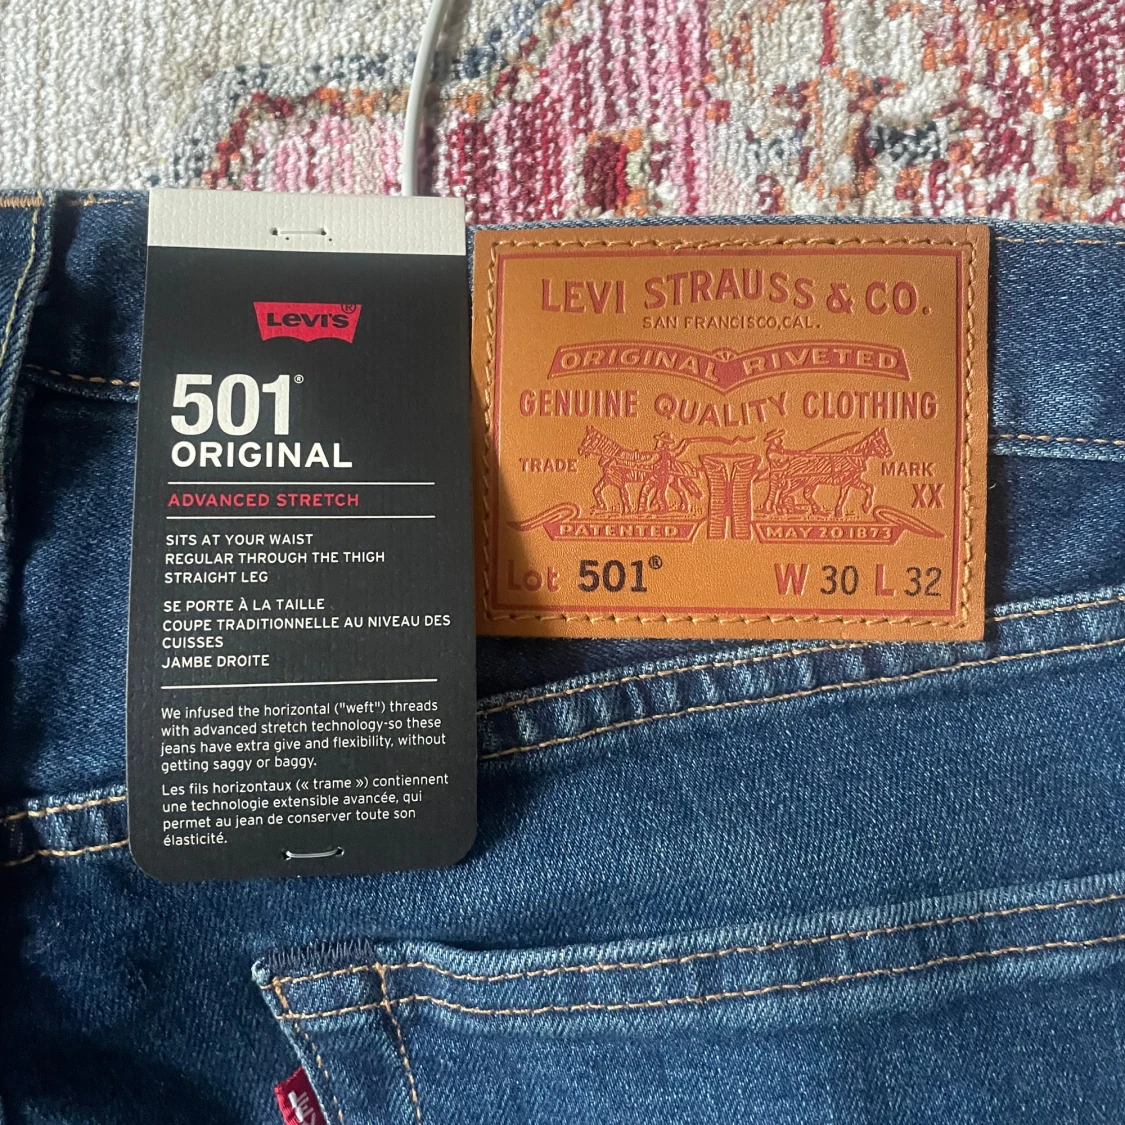 LEVI'S®
501®
ORIGINAL
ADVANCED STRETCH
SITS AT YOUR WAIST
REGULAR THROUGH THE THIGH
STRAIGHT LEG
SE PORTE À LA TAILLE
COUPE TRADITIONNELLE AU NIVEAU DES
CUISSES
JAMBE DROITE
We infused the horizontal ("weft") threads
with advanced stretch technology-so these
jeans have extra give and flexibility, without
getting saggy or baggy.
Les fils horizontaux (« trame ») contiennent
une technologie extensible avancée, qui
permet au jean de conserver toute son
élasticité.
LEVI STRAUSS & CO.
SAN FRANCISCO, CAL.
ORIGINAL RIVETED
GENUINE QUALITY CLOTHING
TRADE MARK
XX
PATENTED MAY 20 1873
Lot 501® W 30 L 32